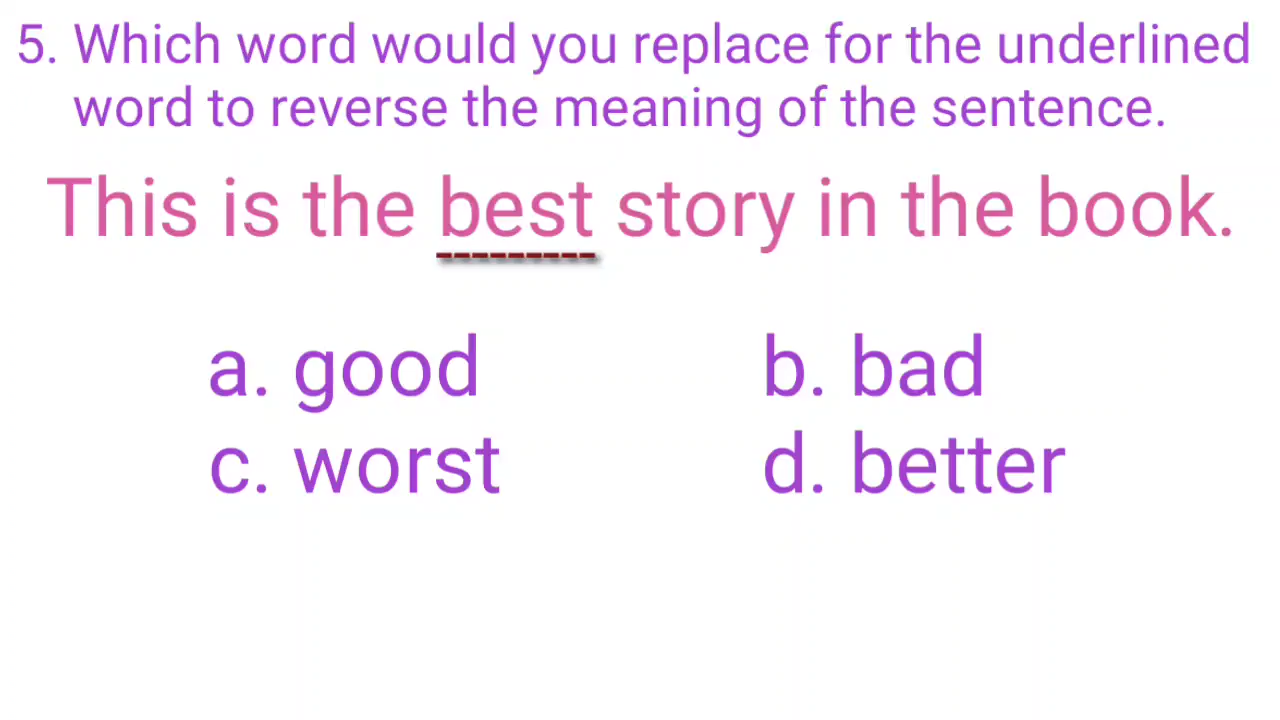 5. Which word would you replace for the underlined
word to reverse the meaning of the sentence.
This is the best story in the book.
a. good b. bad
c. worst d. better